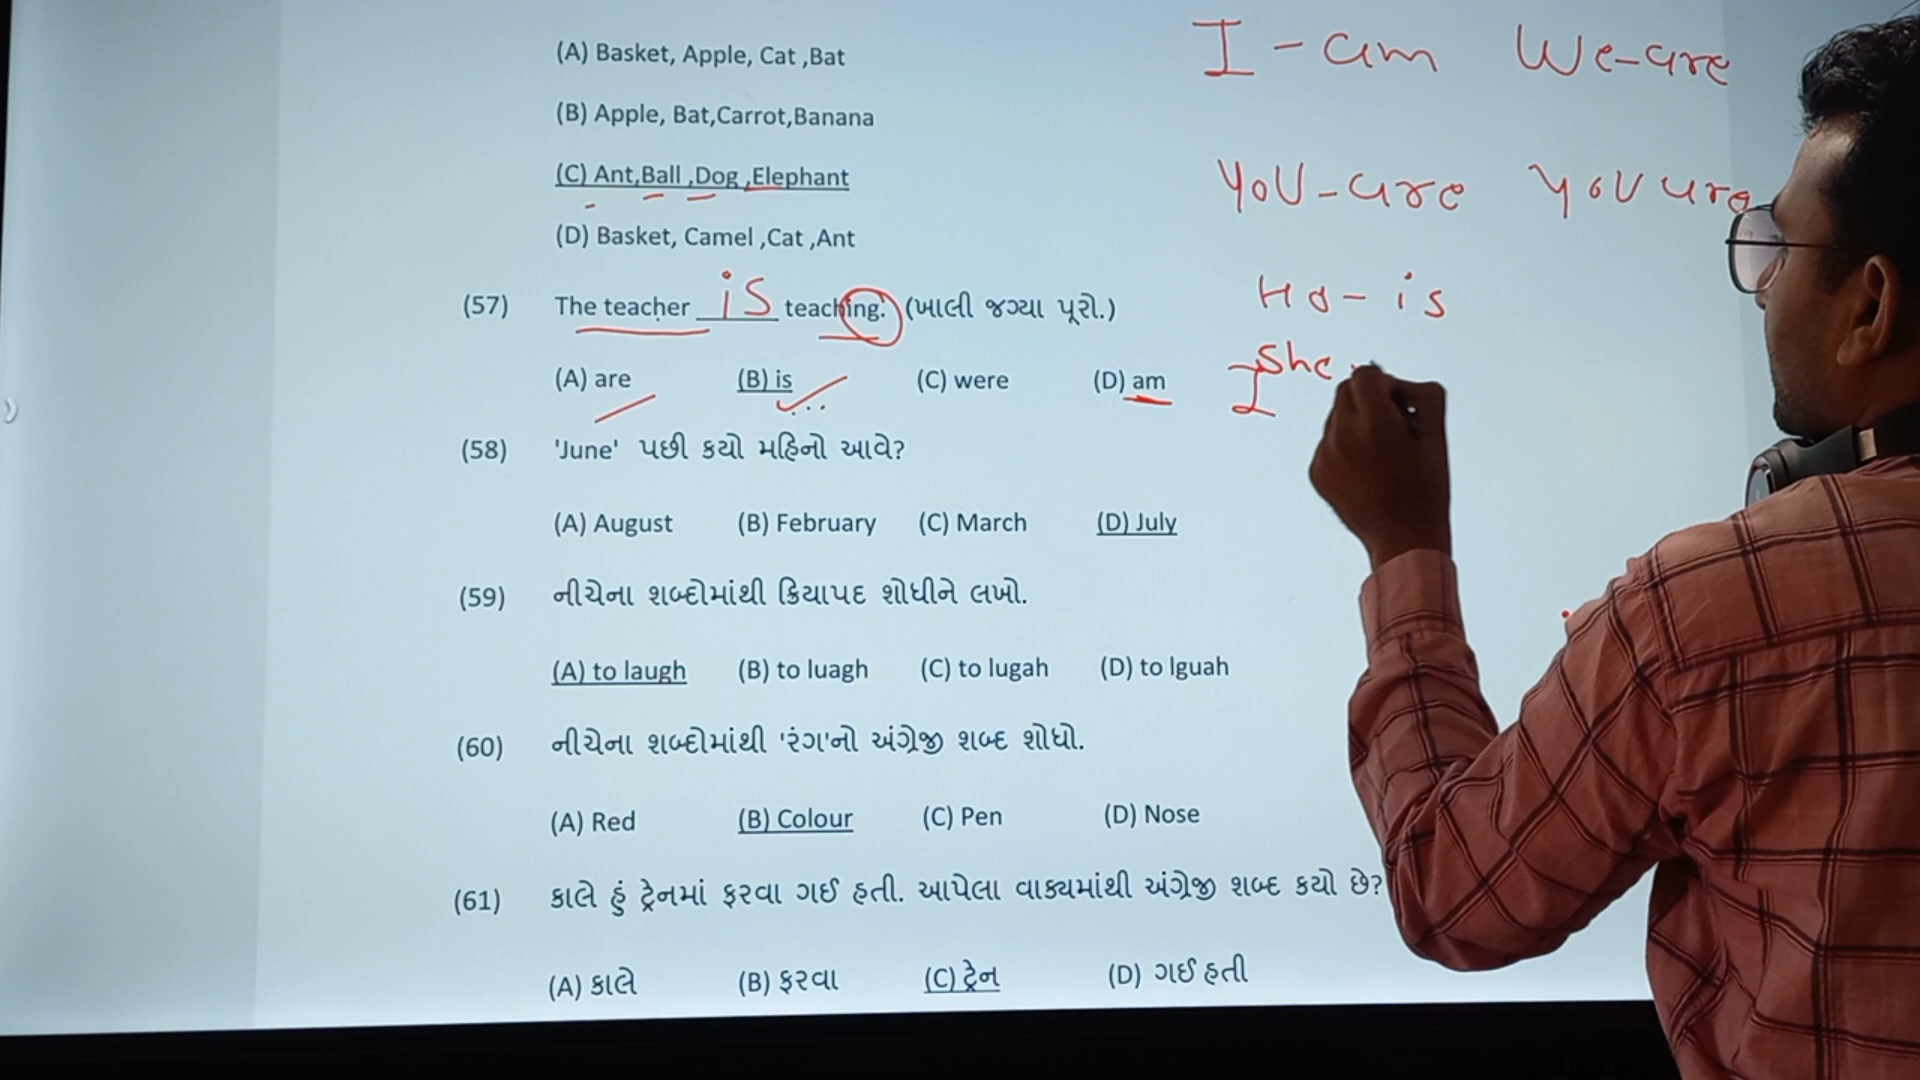 (A) Basket, Apple, Cat ,Bat
(B) Apple, Bat,Carrot,Banana
(C) Ant,Ball ,Dog ,Elephant
(D) Basket, Camel ,Cat ,Ant
(57) The teacher is teaching. (ખાલી જગ્યા પૂરો.)
(A) are (B) is (C) were (D) am
(58) 'June' પછી કયો મહિનો આવે?
(A) August (B) February (C) March (D) July
(59) નીચેના શબ્દોમાંથી ક્રિયાપદ શોધીને લખો.
(A) to laugh (B) to luagh (C) to lugah (D) to lguah
(60) નીચેના શબ્દોમાંથી 'રંગ'નો અંગ્રેજી શબ્દ શોધો.
(A) Red (B) Colour (C) Pen (D) Nose
(61) કાલે હું ટ્રેનમાં ફરવા ગઈ હતી. આપેલા વાક્યમાંથી અંગ્રેજી શબ્દ કયો છે?
(A) કાલે (B) ફરવા (C) ટ્રેન (D) ગઈ હતી
I - am We-are
You-are You are
He - is
She
I